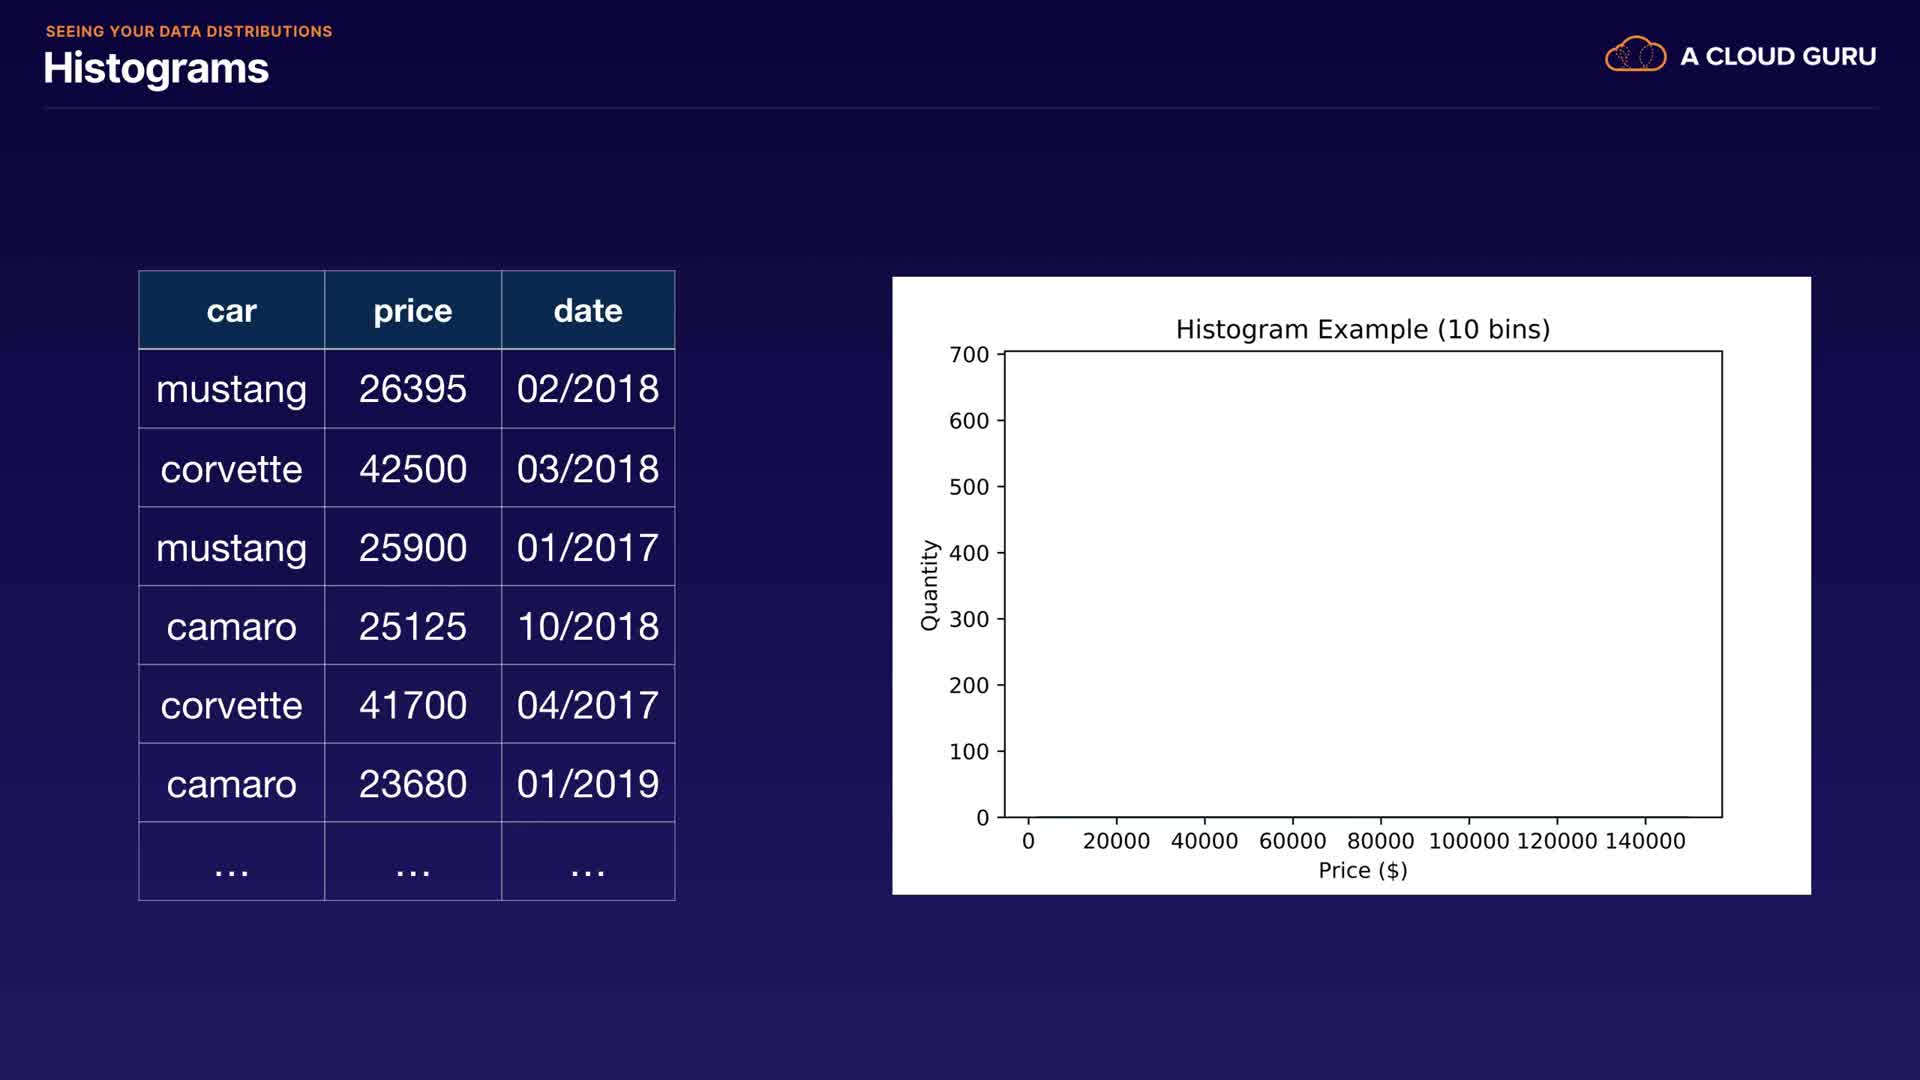 SEEING YOUR DATA DISTRIBUTIONS
Histograms
A CLOUD GURU
car price date
mustang 26395 02/2018
corvette 42500 03/2018
mustang 25900 01/2017
camaro 25125 10/2018
corvette 41700 04/2017
camaro 23680 01/2019
... ... ...
Histogram Example (10 bins)
700
600
500
400
300
200
100
0
Quantity
0 20000 40000 60000 80000 100000 120000 140000
Price ($)